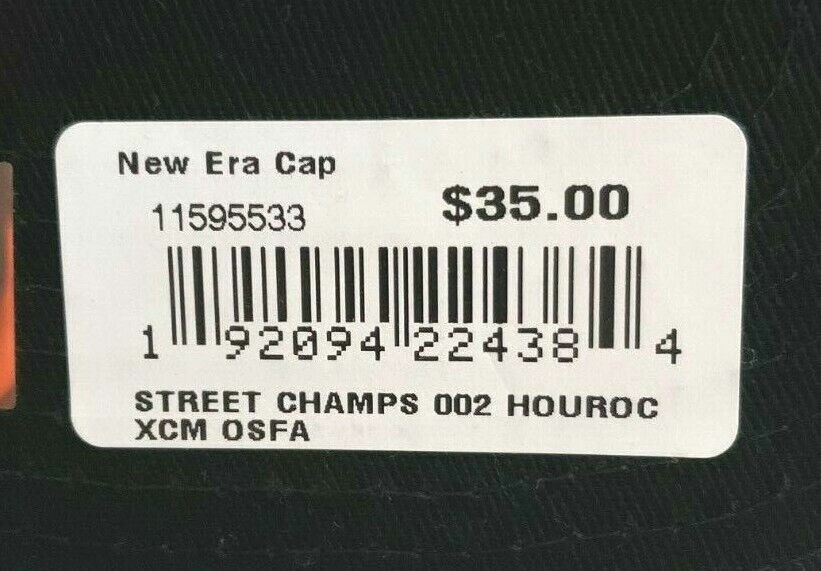 New Era Cap
$35.00
11595533
1 92094 22438 4
STREET CHAMPS 002 HOUROC
XCM OSFA